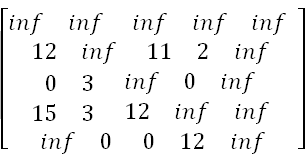 inf inf inf inf inf
12 inf 11 2 inf
0 3 inf 0 inf
15 3 12 inf inf
inf 0 0 12 inf